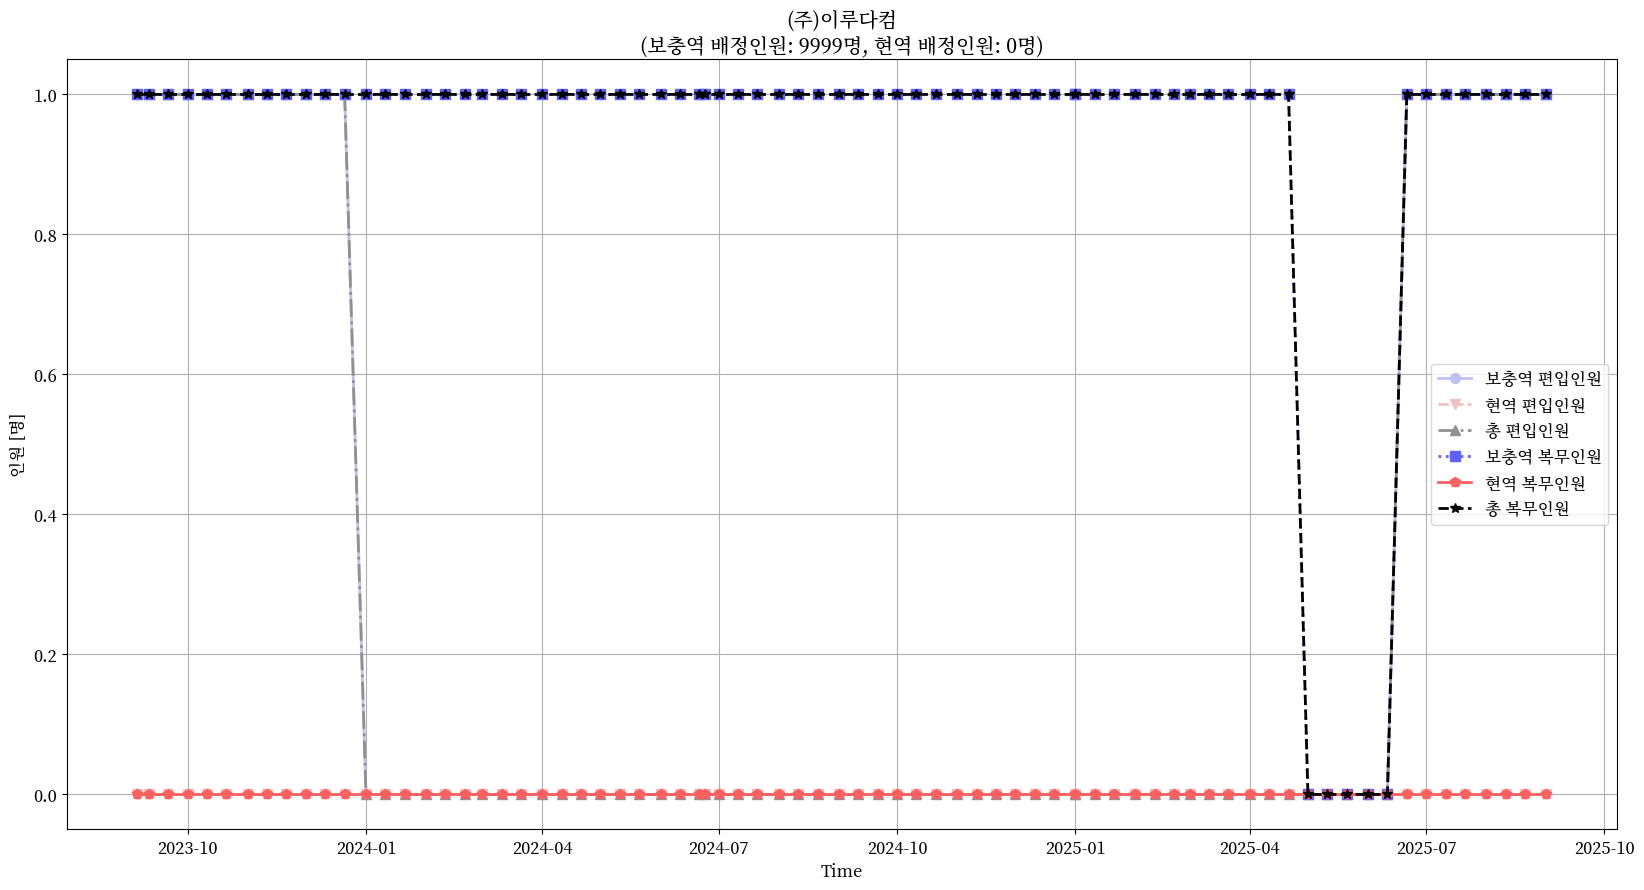 (주)이루다컴
(보충역 배정인원: 9999명, 현역 배정인원: 0명)
인원 [명]
1.0
0.8
0.6
0.4
0.2
0.0
보충역 편입인원
현역 편입인원
총 편입인원
보충역 복무인원
현역 복무인원
총 복무인원
2023-10
2024-01
2024-04
2024-07
2024-10
2025-01
2025-04
2025-07
2025-10
Time